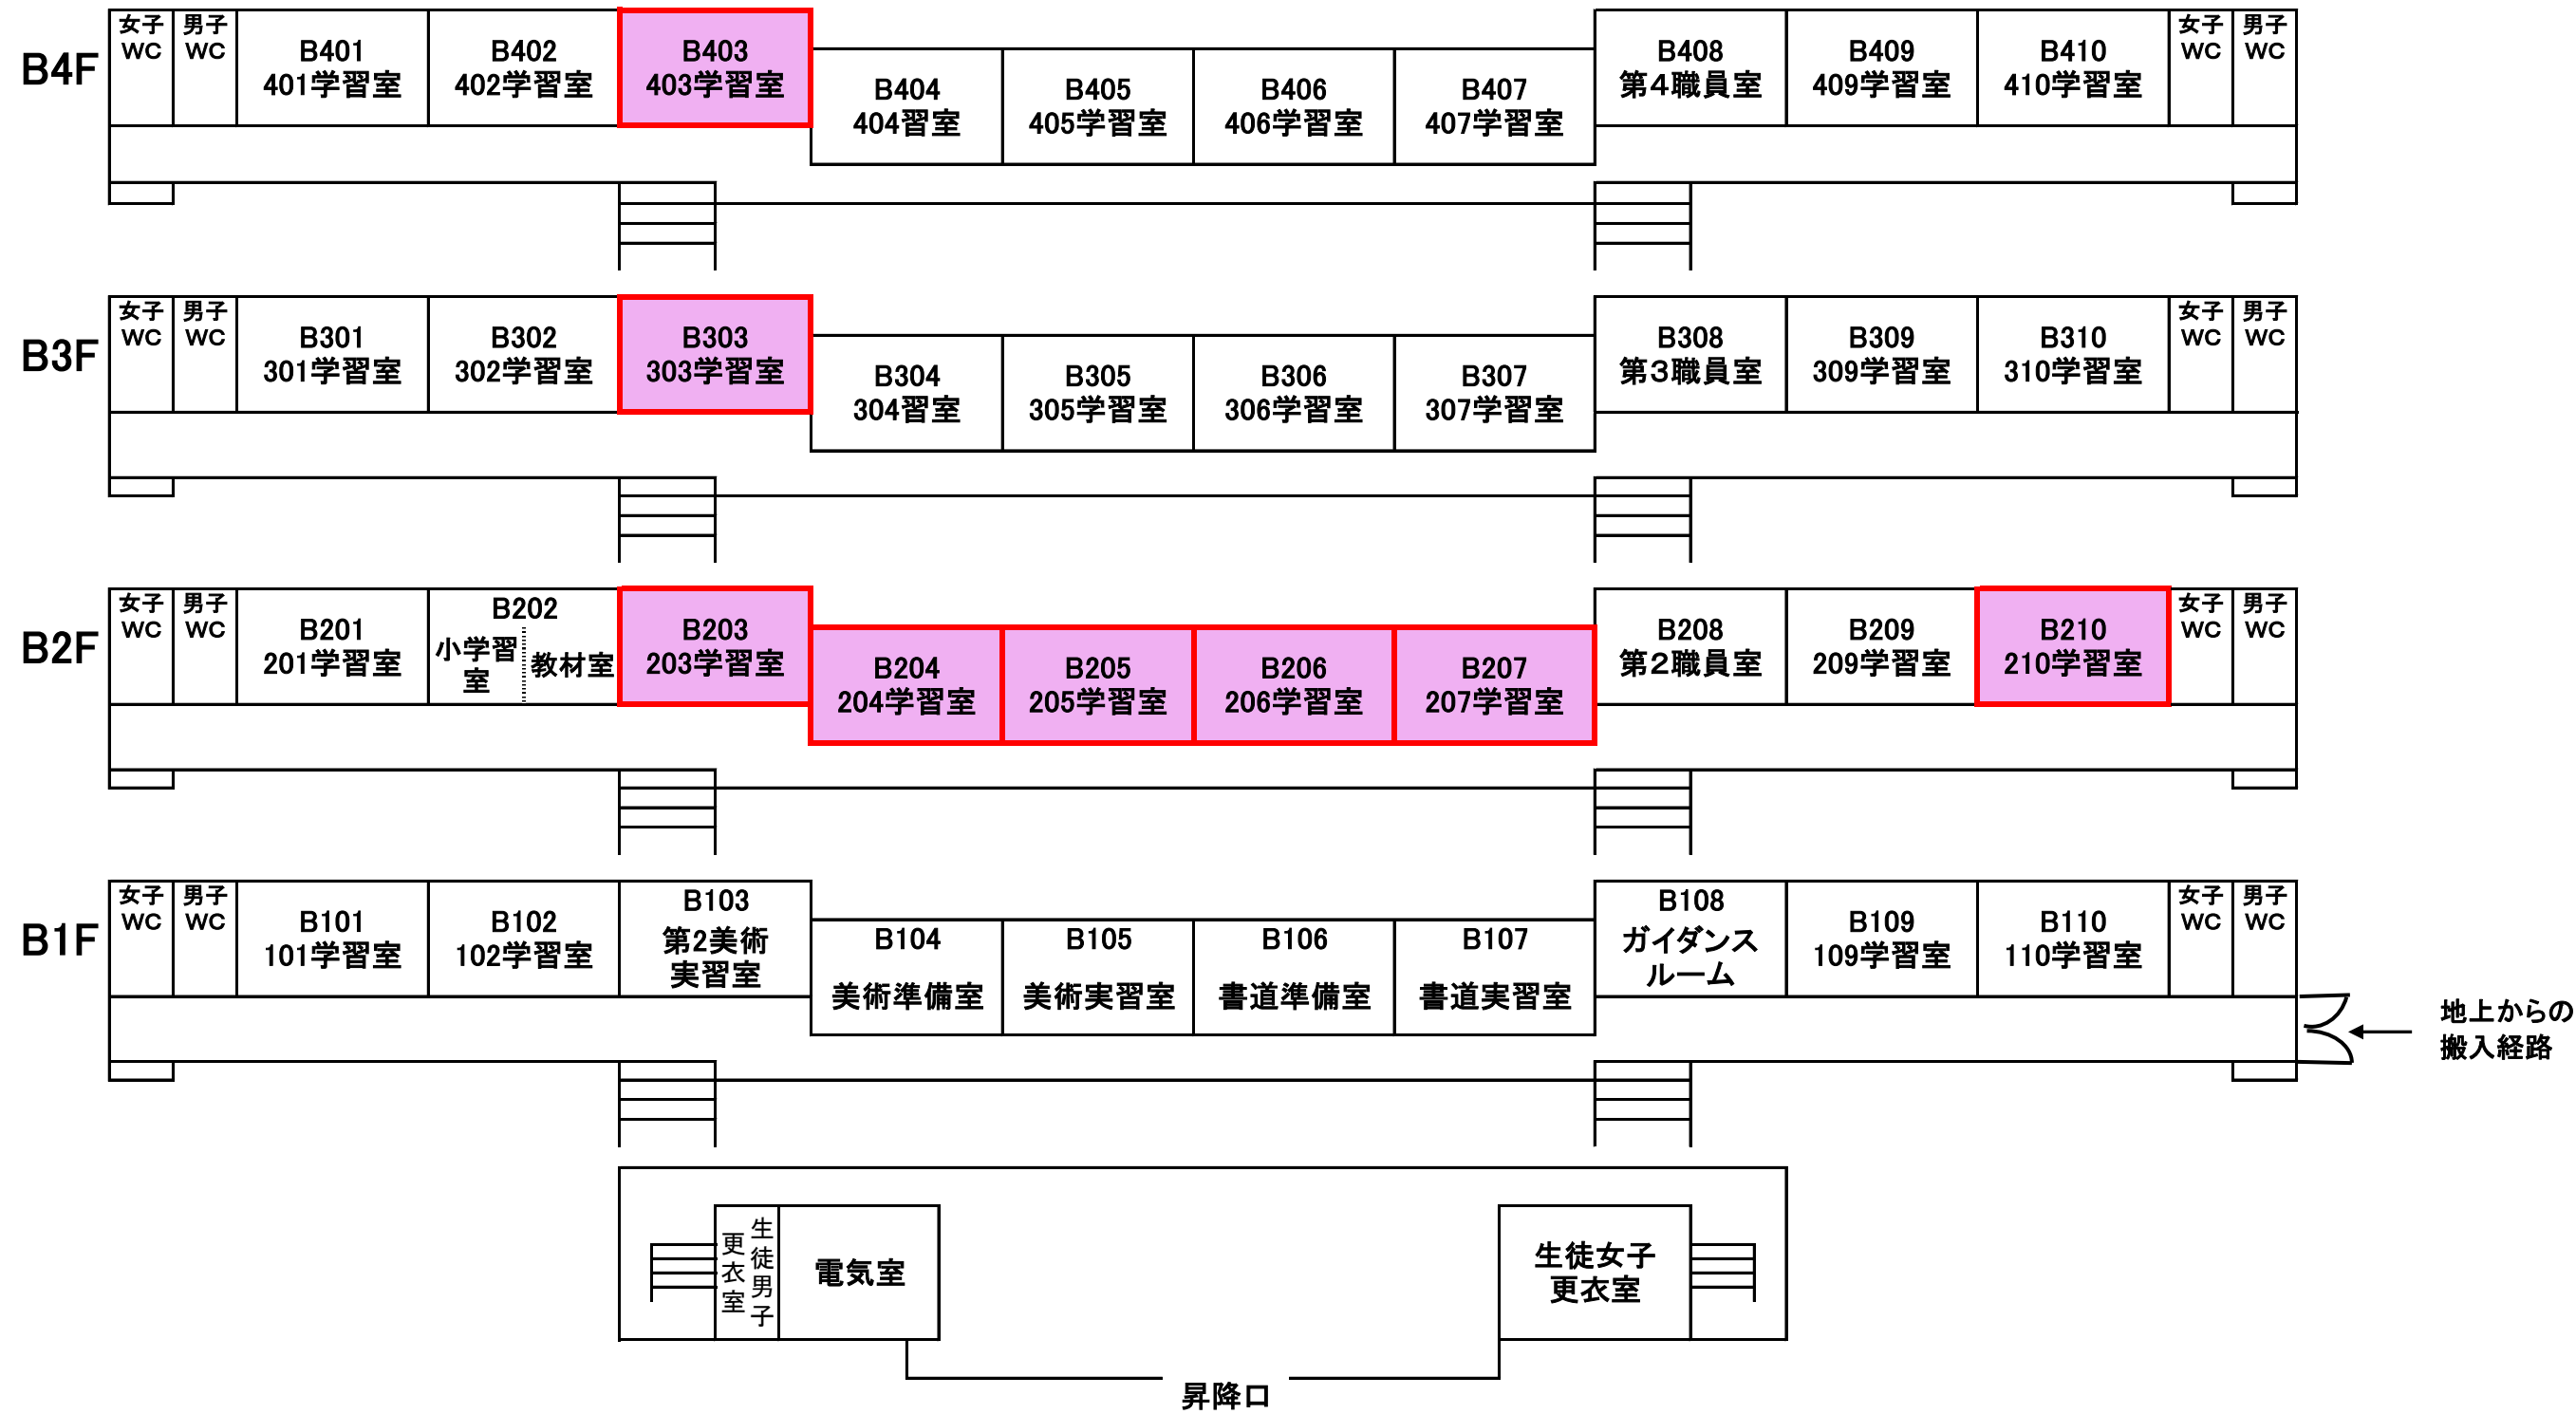 B4F
女子
WC
男子
WC
B401
401学習室
B402
402学習室
B403
403学習室
B404
404習室
B405
405学習室
B406
406学習室
B407
407学習室
B408
第4職員室
B409
409学習室
B410
410学習室
女子
WC
男子
WC
B3F
女子
WC
男子
WC
B301
301学習室
B302
302学習室
B303
303学習室
B304
304習室
B305
305学習室
B306
306学習室
B307
307学習室
B308
第3職員室
B309
309学習室
B310
310学習室
女子
WC
男子
WC
B2F
女子
WC
男子
WC
B201
201学習室
B202
小学習
室
教材室
B203
203学習室
B204
204学習室
B205
205学習室
B206
206学習室
B207
207学習室
B208
第2職員室
B209
209学習室
B210
210学習室
女子
WC
男子
WC
B1F
女子
WC
男子
WC
B101
101学習室
B102
102学習室
B103
第2美術
実習室
B104
美術準備室
B105
美術実習室
B106
書道準備室
B107
書道実習室
B108
ガイダンス
ルーム
B109
109学習室
B110
110学習室
女子
WC
男子
WC
地上からの
搬入経路
生徒男子
更衣室
電気室
生徒女子
更衣室
昇降口